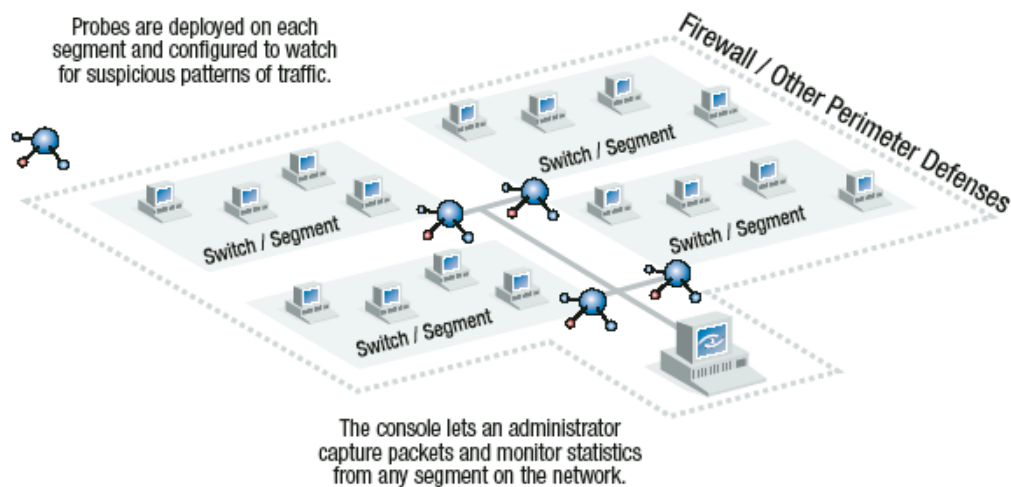 Probes are deployed on each
segment and configured to watch
for suspicious patterns of traffic.
Firewall / Other Perimeter Defenses
Switch / Segment
Switch / Segment
Switch / Segment
Switch / Segment
The console lets an administrator
capture packets and monitor statistics
from any segment on the network.